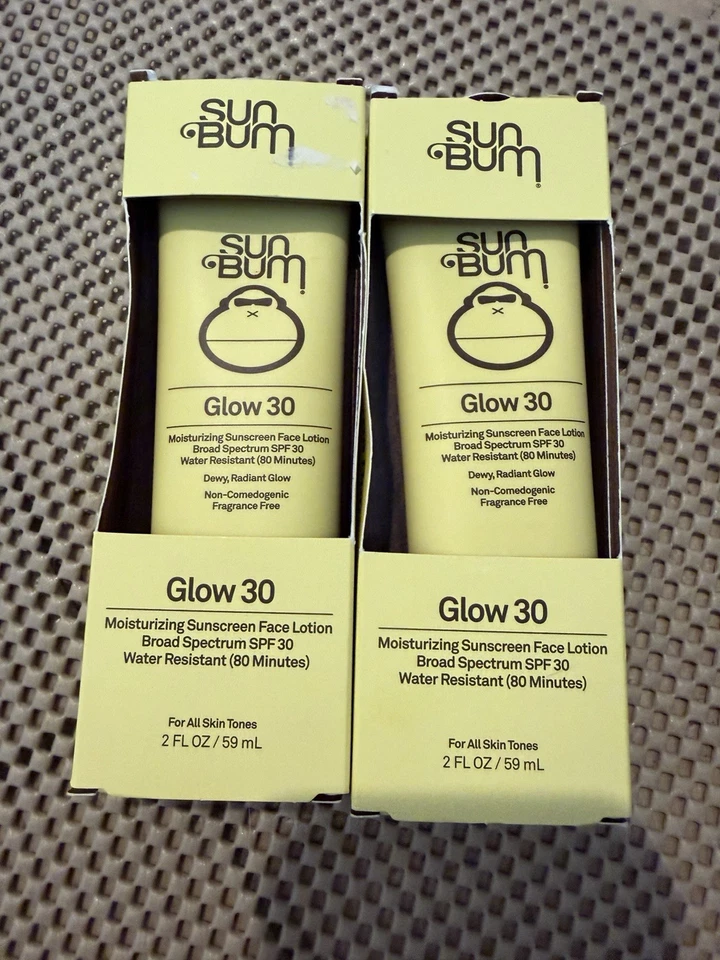 SUN
BUM
SUN
BUM
Glow 30
Moisturizing Sunscreen Face Lotion
Broad Spectrum SPF 30
Water Resistant (80 Minutes)
Dewy, Radiant Glow
Non-Comedogenic
Fragrance Free
Glow 30
Moisturizing Sunscreen Face Lotion
Broad Spectrum SPF 30
Water Resistant (80 Minutes)
For All Skin Tones
2 FL OZ / 59 mL
SUN
BUM®
SUN
BUM
Glow 30
Moisturizing Sunscreen Face Lotion
Broad Spectrum SPF 30
Water Resistant (80 Minutes)
Dewy, Radiant Glow
Non-Comedogenic
Fragrance Free
Glow 30
Moisturizing Sunscreen Face Lotion
Broad Spectrum SPF 30
Water Resistant (80 Minutes)
For All Skin Tones
2 FL OZ / 59 mL